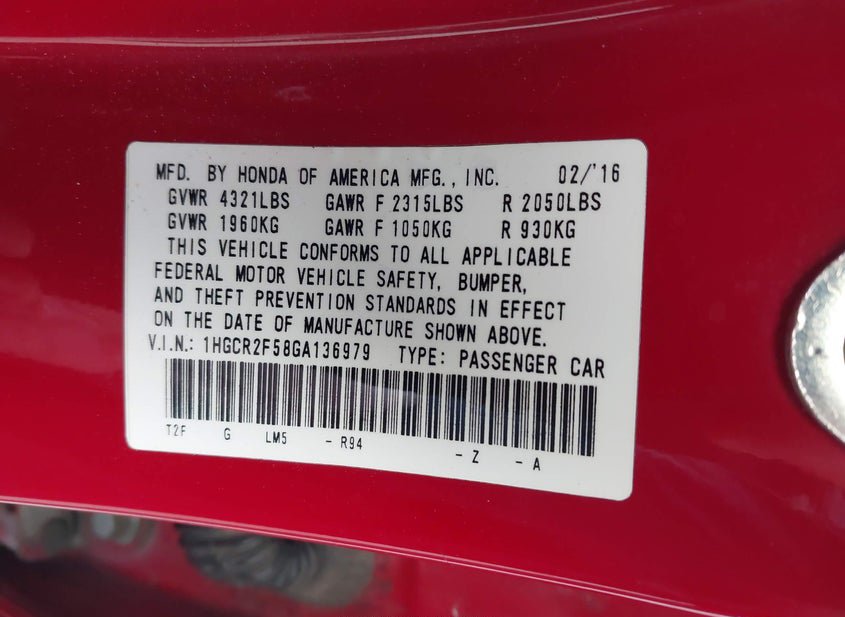 MFD. BY HONDA OF AMERICA MFG., INC. 02/'16
GVWR 4321LBS GAWR F 2315LBS R 2050LBS
GVWR 1960KG GAWR F 1050KG R 930KG
THIS VEHICLE CONFORMS TO ALL APPLICABLE
FEDERAL MOTOR VEHICLE SAFETY, BUMPER,
AND THEFT PREVENTION STANDARDS IN EFFECT
ON THE DATE OF MANUFACTURE SHOWN ABOVE.
V.I.N.: 1HGCR2F58GA136979 TYPE: PASSENGER CAR
T2F G LM5 - R94 - Z - A